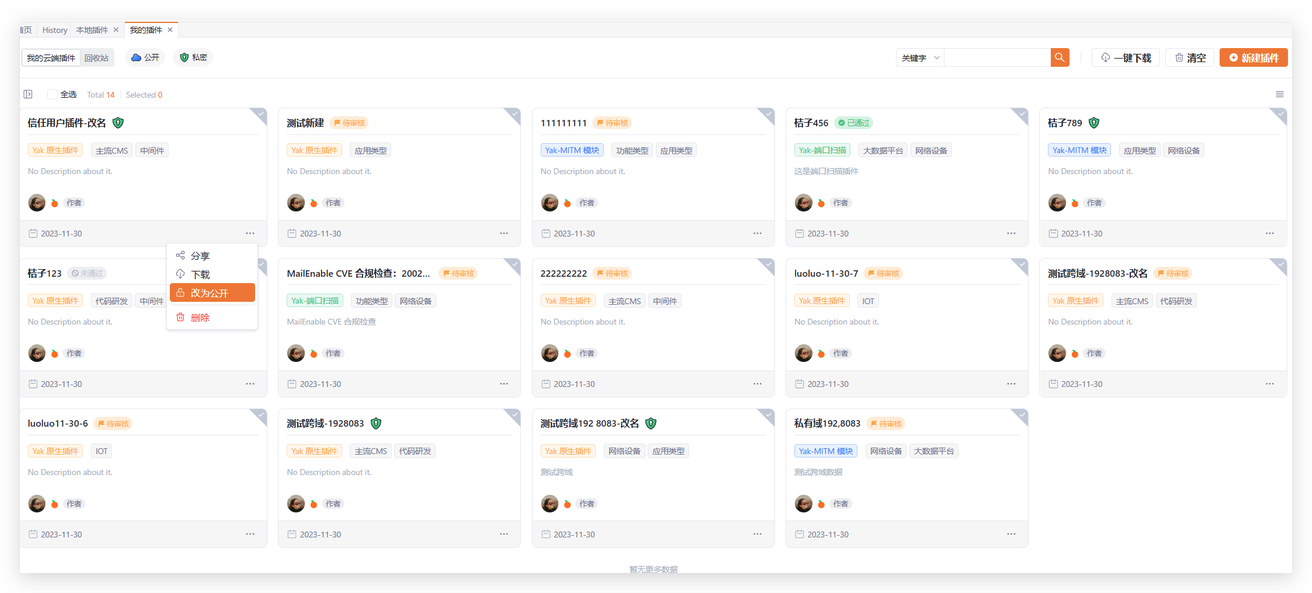 首页 History 本地插件 × 我的插件 ×
我的云端插件 回收站 公开 私密 关键字 一键下载 清空 新建插件
全选 Total 14 Selected 0
信任用户插件-改名
Yak 原生插件 主流CMS 中间件
No Description about it.
作者
2023-11-30 ...
测试新建 待审核
Yak 原生插件 应用类型
No Description about it.
作者
2023-11-30 ...
111111111 待审核
Yak-MITM 模块 功能类型 应用类型
No Description about it.
作者
2023-11-30 ...
桔子456 已通过
Yak-端口扫描 大数据平台 网络设备
这是端口扫描插件
作者
2023-11-30 ...
桔子789
Yak-MITM 模块 应用类型 网络设备
No Description about it.
作者
2023-11-30 ...
分享
下载
改为公开
删除
桔子123 未通过
Yak 原生插件 代码研发 中间件
No Description about it.
作者
2023-11-30 ...
MailEnable CVE 合规检查：2002... 待审核
Yak-端口扫描 功能类型 网络设备
MailEnable CVE 合规检查
作者
2023-11-30 ...
222222222 待审核
Yak 原生插件 主流CMS 中间件
No Description about it.
作者
2023-11-30 ...
luoluo-11-30-7 待审核
Yak 原生插件 IOT
No Description about it.
作者
2023-11-30 ...
测试跨域-1928083-改名 待审核
Yak 原生插件 主流CMS 代码研发
No Description about it.
作者
2023-11-30 ...
luoluo11-30-6 待审核
Yak 原生插件 IOT
No Description about it.
作者
2023-11-30 ...
测试跨域-1928083
Yak 原生插件 主流CMS 代码研发
No Description about it.
作者
2023-11-30 ...
测试跨域192 8083-改名
Yak 原生插件 网络设备 应用类型
测试跨域
作者
2023-11-30 ...
私有域192,8083 待审核
Yak-MITM 模块 网络设备 大数据平台
测试跨域数据
作者
2023-11-30 ...
暂无更多数据